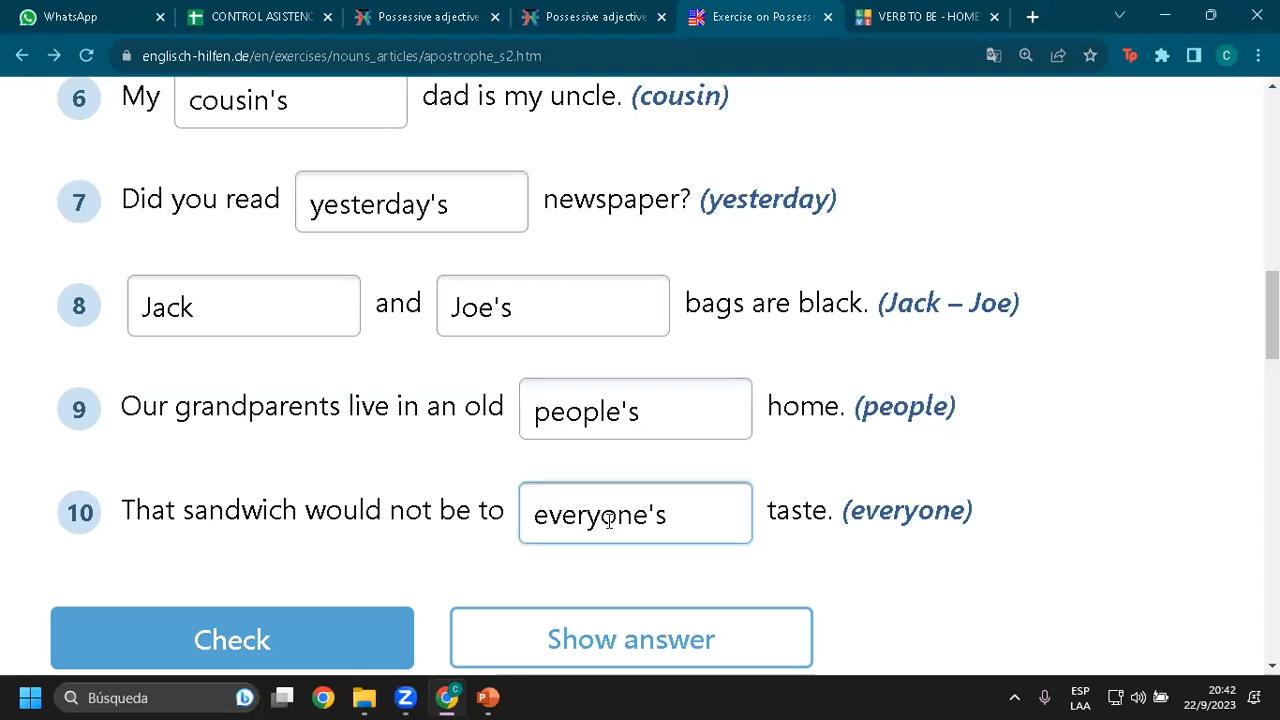 WhatsApp
CONTROL ASISTENC
Possessive adjective
Possessive adjective
Exercise on Possess
VERB TO BE - HOME
englisch-hilfen.de/en/exercises/nouns_articles/apostrophe_s2.htm
6 My cousin's dad is my uncle. (cousin)
7 Did you read yesterday's newspaper? (yesterday)
8 Jack and Joe's bags are black. (Jack – Joe)
9 Our grandparents live in an old people's home. (people)
10 That sandwich would not be to everyone's taste. (everyone)
Check Show answer
Búsqueda
ESP
LAA
20:42
22/9/2023